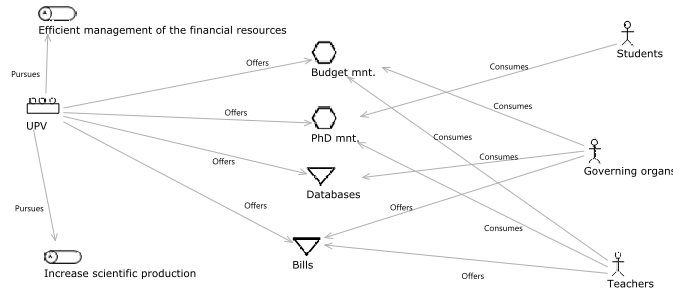 Efficient management of the financial resources
Students
Offers
Consumes
Pursues
Budget mnt.
Consumes
Offers
UPV
PhD mnt.
Consumes
Offers
Consumes
Governing organs
Databases
Offers
Offers
Pursues
Consumes
Bills
Increase scientific production
Offers
Teachers